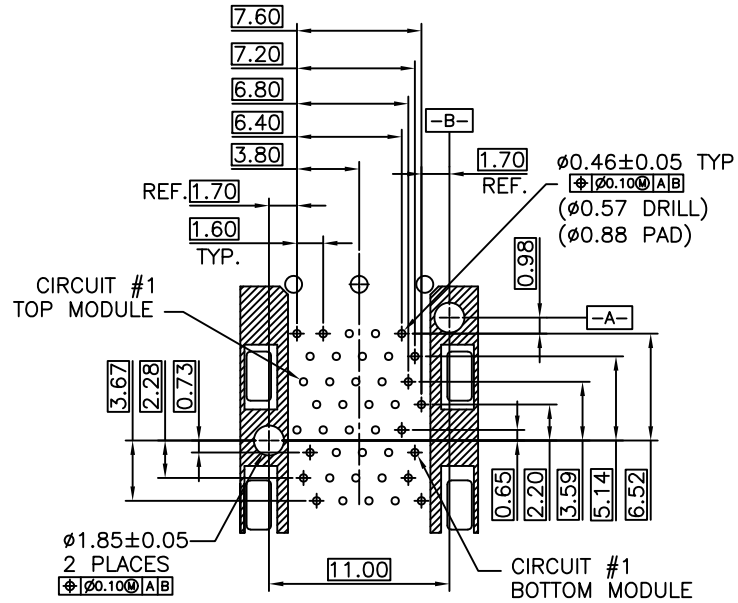 7.60
7.20
6.80
6.40
3.80
-B-
1.70
REF.
REF. 1.70
1.60
TYP.
ø0.46±0.05 TYP
⌖ ø0.10Ⓜ A B
(ø0.57 DRILL)
(ø0.88 PAD)
0.98
CIRCUIT #1
TOP MODULE
-A-
3.67
2.28
0.73
0.65
2.20
3.59
5.14
6.52
ø1.85±0.05
2 PLACES
⌖ ø0.10Ⓜ A B
11.00
CIRCUIT #1
BOTTOM MODULE